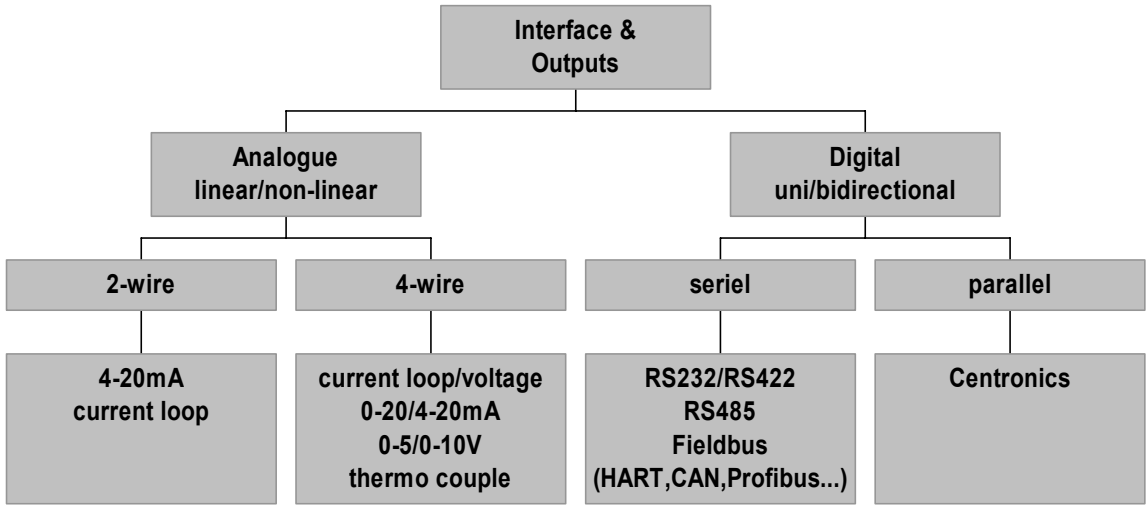 Interface &
Outputs
Analogue
linear/non-linear
Digital
uni/bidirectional
2-wire
4-wire
seriel
parallel
4-20mA
current loop
current loop/voltage
0-20/4-20mA
0-5/0-10V
thermo couple
RS232/RS422
RS485
Fieldbus
(HART,CAN,Profibus...)
Centronics